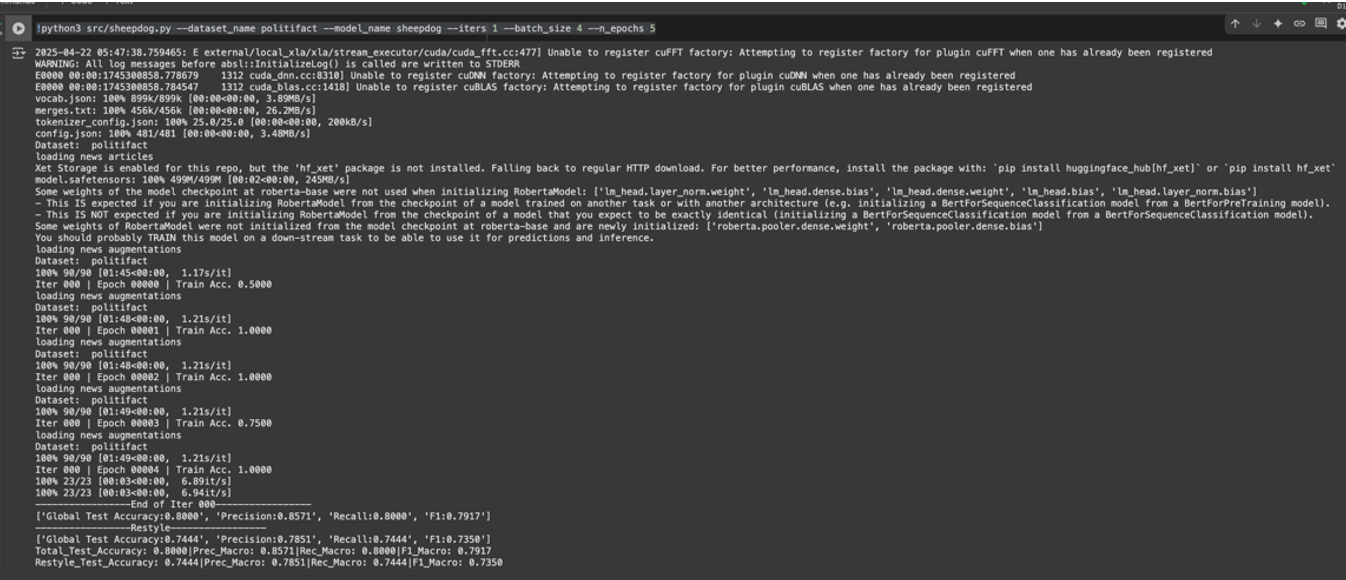 !python3 src/sheepdog.py --dataset_name politifact --model_name sheepdog --iters 1 --batch_size 4 --n_epochs 5
2025-04-22 05:47:38.759465: E external/local_xla/xla/stream_executor/cuda/cuda_fft.cc:477] Unable to register cuFFT factory: Attempting to register factory for plugin cuFFT when one has already been registered
WARNING: All log messages before absl::InitializeLog() is called are written to STDERR
E0000 00:00:1745300858.778679    1312 cuda_dnn.cc:8310] Unable to register cuDNN factory: Attempting to register factory for plugin cuDNN when one has already been registered
E0000 00:00:1745300858.784547    1312 cuda_blas.cc:1418] Unable to register cuBLAS factory: Attempting to register factory for plugin cuBLAS when one has already been registered
vocab.json: 100% 899k/899k [00:00<00:00, 3.89MB/s]
merges.txt: 100% 456k/456k [00:00<00:00, 26.2MB/s]
tokenizer_config.json: 100% 25.0/25.0 [00:00<00:00, 200kB/s]
config.json: 100% 481/481 [00:00<00:00, 3.48MB/s]
Dataset:  politifact
loading news articles
Xet Storage is enabled for this repo, but the 'hf_xet' package is not installed. Falling back to regular HTTP download. For better performance, install the package with: `pip install huggingface_hub[hf_xet]` or `pip install hf_xet`
model.safetensors: 100% 499M/499M [00:02<00:00, 245MB/s]
Some weights of the model checkpoint at roberta-base were not used when initializing RobertaModel: ['lm_head.layer_norm.weight', 'lm_head.dense.bias', 'lm_head.dense.weight', 'lm_head.bias', 'lm_head.layer_norm.bias']
- This IS expected if you are initializing RobertaModel from the checkpoint of a model trained on another task or with another architecture (e.g. initializing a BertForSequenceClassification model from a BertForPreTraining model).
- This IS NOT expected if you are initializing RobertaModel from the checkpoint of a model that you expect to be exactly identical (initializing a BertForSequenceClassification model from a BertForSequenceClassification model).
Some weights of RobertaModel were not initialized from the model checkpoint at roberta-base and are newly initialized: ['roberta.pooler.dense.weight', 'roberta.pooler.dense.bias']
You should probably TRAIN this model on a down-stream task to be able to use it for predictions and inference.
loading news augmentations
Dataset:  politifact
100% 90/90 [01:45<00:00,  1.17s/it]
Iter 000 | Epoch 00000 | Train Acc. 0.5000
loading news augmentations
Dataset:  politifact
100% 90/90 [01:48<00:00,  1.21s/it]
Iter 000 | Epoch 00001 | Train Acc. 1.0000
loading news augmentations
Dataset:  politifact
100% 90/90 [01:48<00:00,  1.21s/it]
Iter 000 | Epoch 00002 | Train Acc. 1.0000
loading news augmentations
Dataset:  politifact
100% 90/90 [01:49<00:00,  1.21s/it]
Iter 000 | Epoch 00003 | Train Acc. 0.7500
loading news augmentations
Dataset:  politifact
100% 90/90 [01:49<00:00,  1.21s/it]
Iter 000 | Epoch 00004 | Train Acc. 1.0000
100% 23/23 [00:03<00:00,  6.89it/s]
100% 23/23 [00:03<00:00,  6.94it/s]
-----------------End of Iter 000-----------------
['Global Test Accuracy:0.8000', 'Precision:0.8571', 'Recall:0.8000', 'F1:0.7917']
-----------------Restyle-----------------
['Global Test Accuracy:0.7444', 'Precision:0.7851', 'Recall:0.7444', 'F1:0.7350']
Total_Test_Accuracy: 0.8000|Prec_Macro: 0.8571|Rec_Macro: 0.8000|F1_Macro: 0.7917
Restyle_Test_Accuracy: 0.7444|Prec_Macro: 0.7851|Rec_Macro: 0.7444|F1_Macro: 0.7350